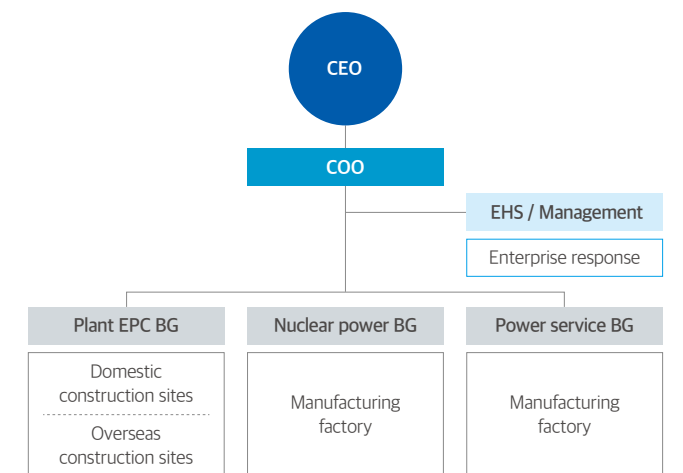 CEO
COO
EHS / Management
Enterprise response
Plant EPC BG
Nuclear power BG
Power service BG
Domestic
construction sites
Overseas
construction sites
Manufacturing
factory
Manufacturing
factory